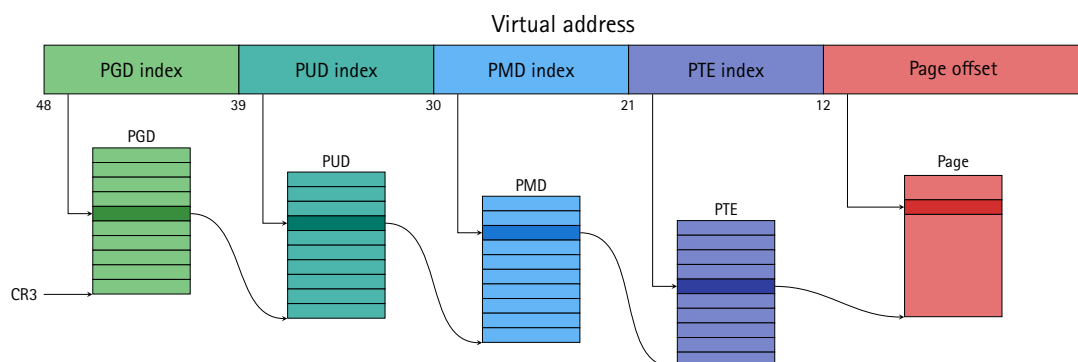 Virtual address
PGD index PUD index PMD index PTE index Page offset
48 39 30 21 12
PGD
PUD
Page
PMD
PTE
CR3